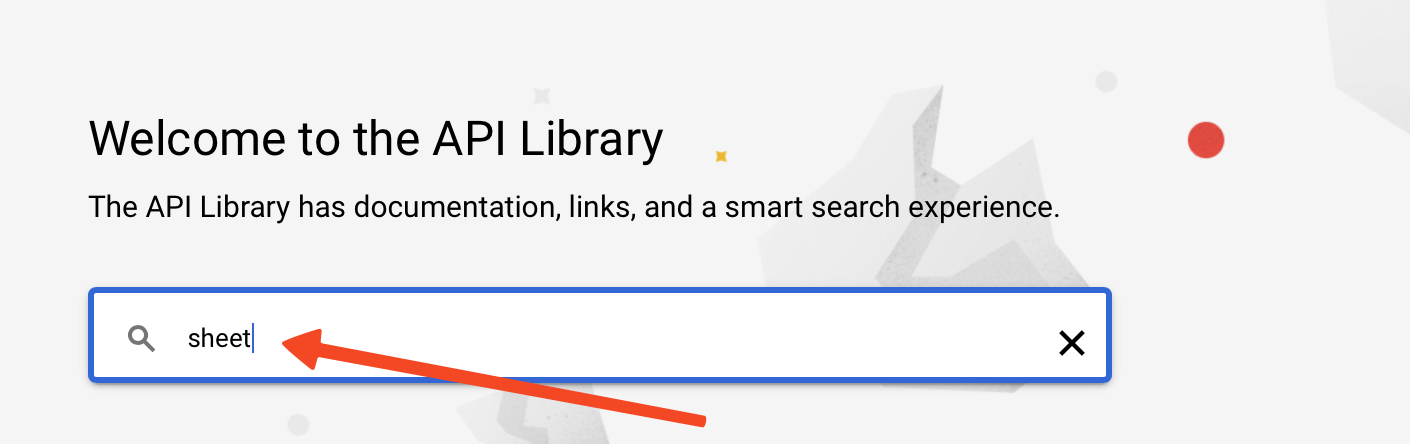 Welcome to the API Library
The API Library has documentation, links, and a smart search experience.
sheet